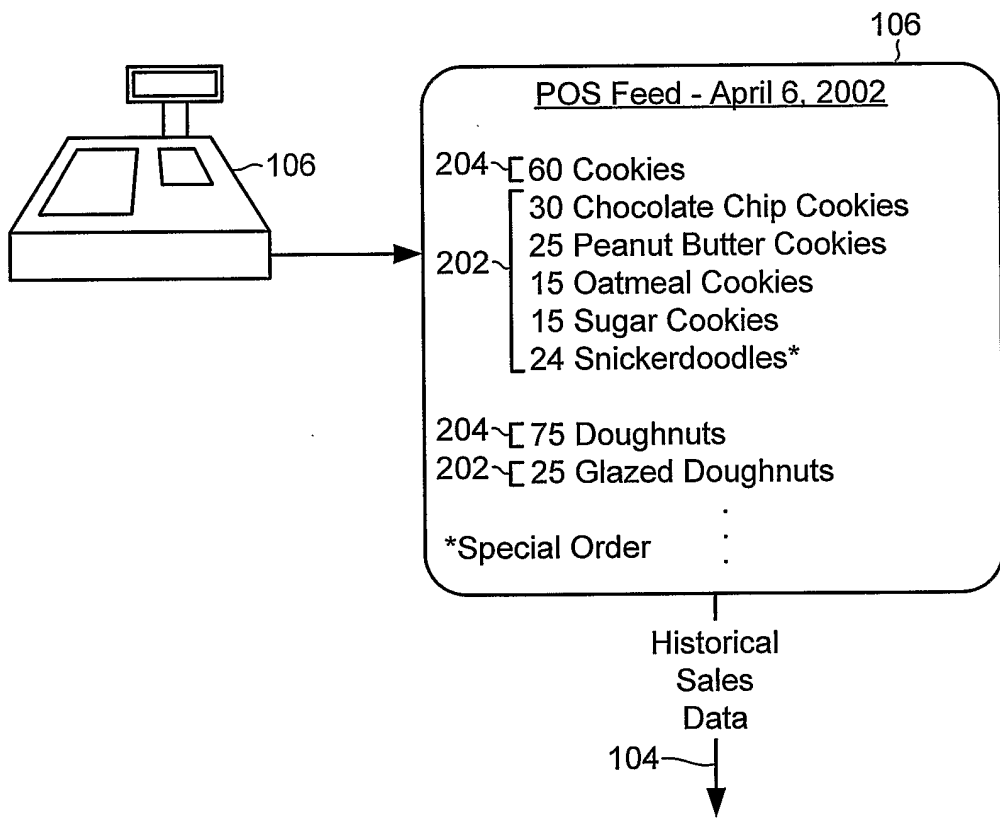 106
POS Feed - April 6, 2002
106
204 60 Cookies
30 Chocolate Chip Cookies
25 Peanut Butter Cookies
202
15 Oatmeal Cookies
15 Sugar Cookies
24 Snickerdoodles*
204 75 Doughnuts
202 25 Glazed Doughnuts
*Special Order
Historical
Sales
Data
104